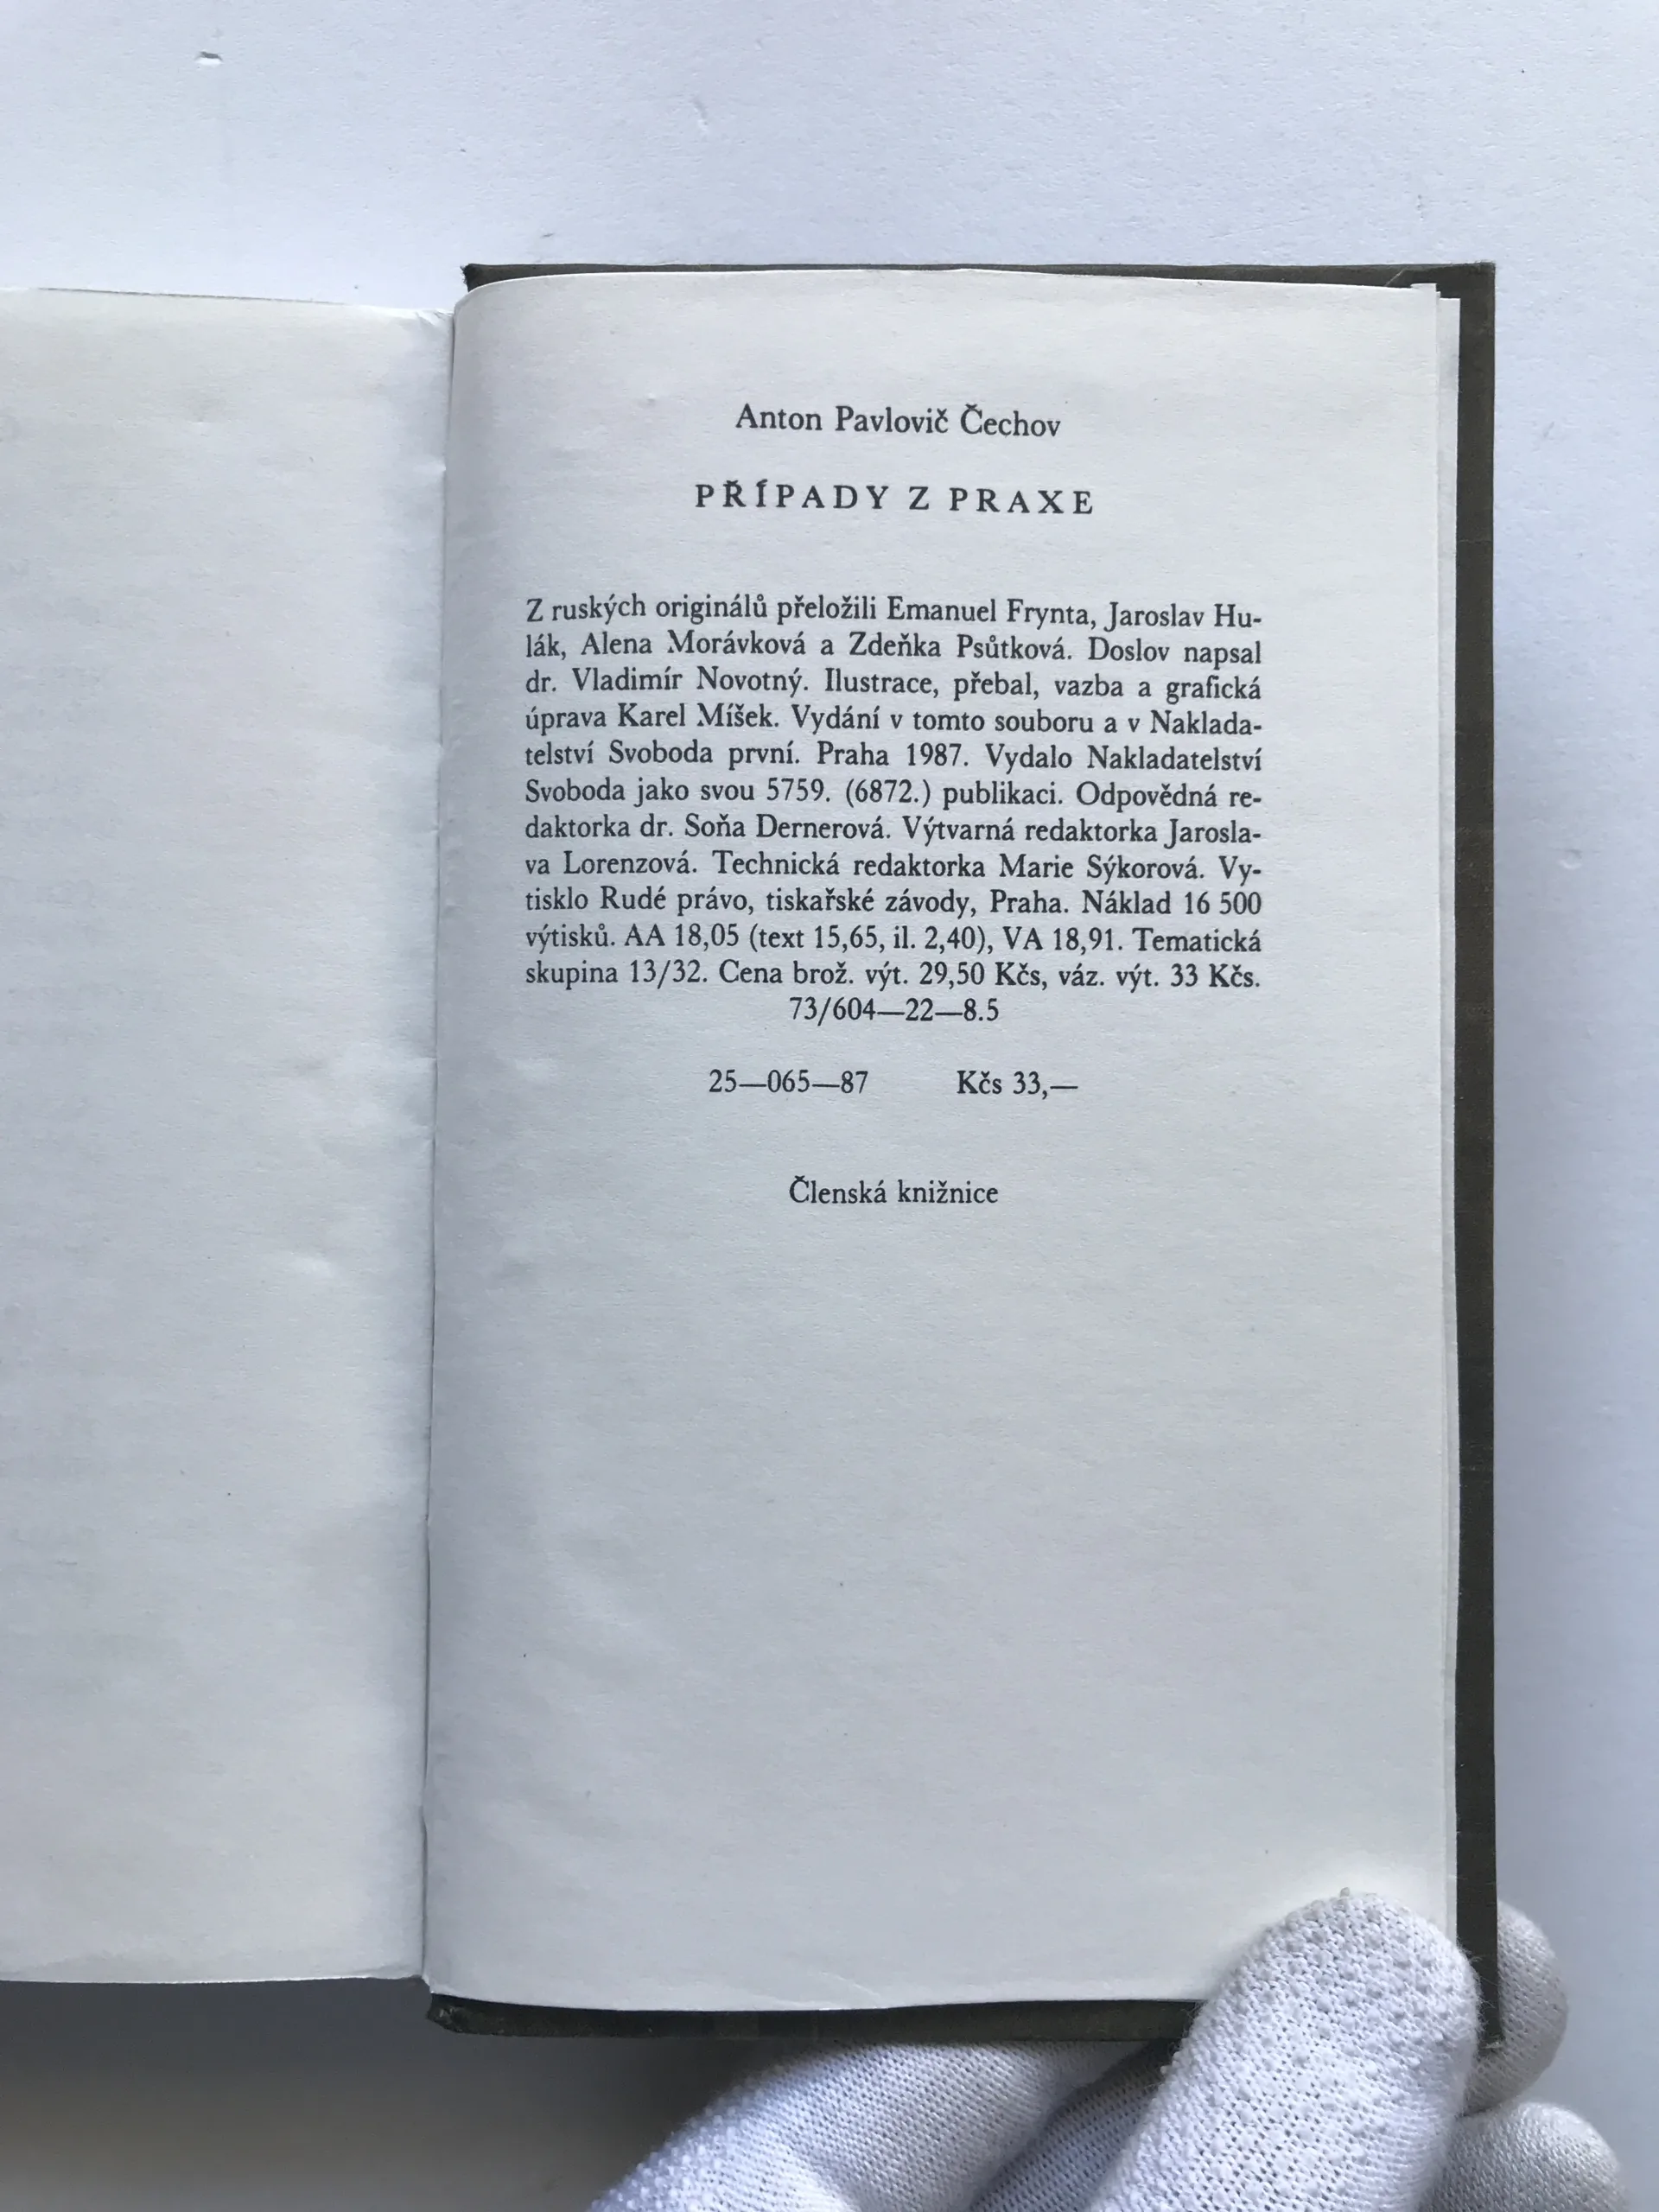 Anton Pavlovič Čechov
PŘÍPADY Z PRAXE
Z ruských originálů přeložili Emanuel Frynta, Jaroslav Hu-
lák, Alena Morávková a Zdeňka Psůtková. Doslov napsal
dr. Vladimír Novotný. Ilustrace, přebal, vazba a grafická
úprava Karel Míšek. Vydání v tomto souboru a v Naklada-
telství Svoboda první. Praha 1987. Vydalo Nakladatelství
Svoboda jako svou 5759. (6872.) publikaci. Odpovědná re-
daktorka dr. Soňa Dernerová. Výtvarná redaktorka Jarosla-
va Lorenzová. Technická redaktorka Marie Sýkorová. Vy-
tisklo Rudé právo, tiskařské závody, Praha. Náklad 16 500
výtisků. AA 18,05 (text 15,65, il. 2,40), VA 18,91. Tematická
skupina 13/32. Cena brož. výt. 29,50 Kčs, váz. výt. 33 Kčs.
73/604—22—8.5
25—065—87 Kčs 33,—
Členská knižnice